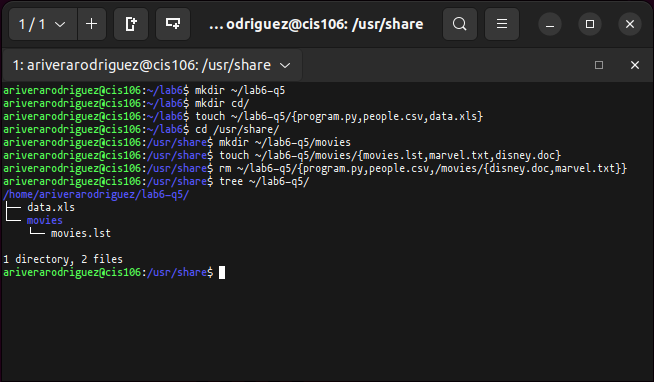 1 / 1
...odriguez@cis106: /usr/share
1: ariverarodriguez@cis106: /usr/share
ariverarodriguez@cis106:~/lab6$ mkdir ~/lab6-q5
ariverarodriguez@cis106:~/lab6$ mkdir cd/
ariverarodriguez@cis106:~/lab6$ touch ~/lab6-q5/{program.py,people.csv,data.xls}
ariverarodriguez@cis106:~/lab6$ cd /usr/share/
ariverarodriguez@cis106:/usr/share$ mkdir ~/lab6-q5/movies
ariverarodriguez@cis106:/usr/share$ touch ~/lab6-q5/movies/{movies.lst,marvel.txt,disney.doc}
ariverarodriguez@cis106:/usr/share$ rm ~/lab6-q5/{program.py,people.csv,/movies/{disney.doc,marvel.txt}}
ariverarodriguez@cis106:/usr/share$ tree ~/lab6-q5/
/home/ariverarodriguez/lab6-q5/
├── data.xls
└── movies
    └── movies.lst
1 directory, 2 files
ariverarodriguez@cis106:/usr/share$